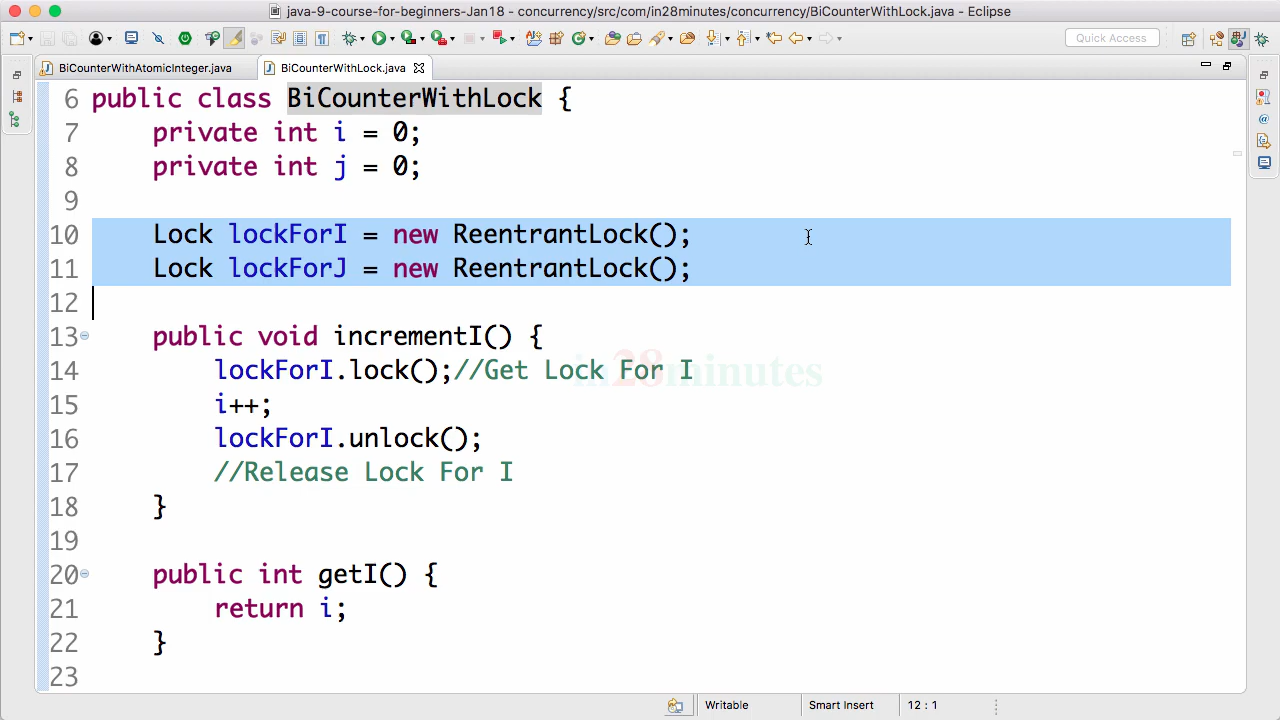 java-9-course-for-beginners-Jan18 - concurrency/src/com/in28minutes/concurrency/BiCounterWithLock.java - Eclipse
Quick Access
BiCounterWithAtomicInteger.java
BiCounterWithLock.java
6 public class BiCounterWithLock {
7 private int i = 0;
8 private int j = 0;
9
10 Lock lockForI = new ReentrantLock();
11 Lock lockForJ = new ReentrantLock();
12
13 public void incrementI() {
14 lockForI.lock();//Get Lock For I
in28minutes
15 i++;
16 lockForI.unlock();
17 //Release Lock For I
18 }
19
20 public int getI() {
21 return i;
22 }
23
Writable
Smart Insert
12 : 1